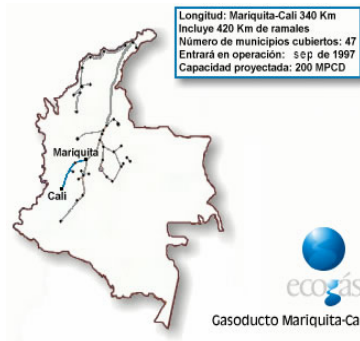 Longitud: Mariquita-Cali 340 Km
Incluye 420 Km de ramales
Número de municipios cubiertos: 47
Entrará en operación: sep de 1997
Capacidad proyectada: 200 MPCD
Mariquita
Cali
ecogás
Gasoducto Mariquita-Ca